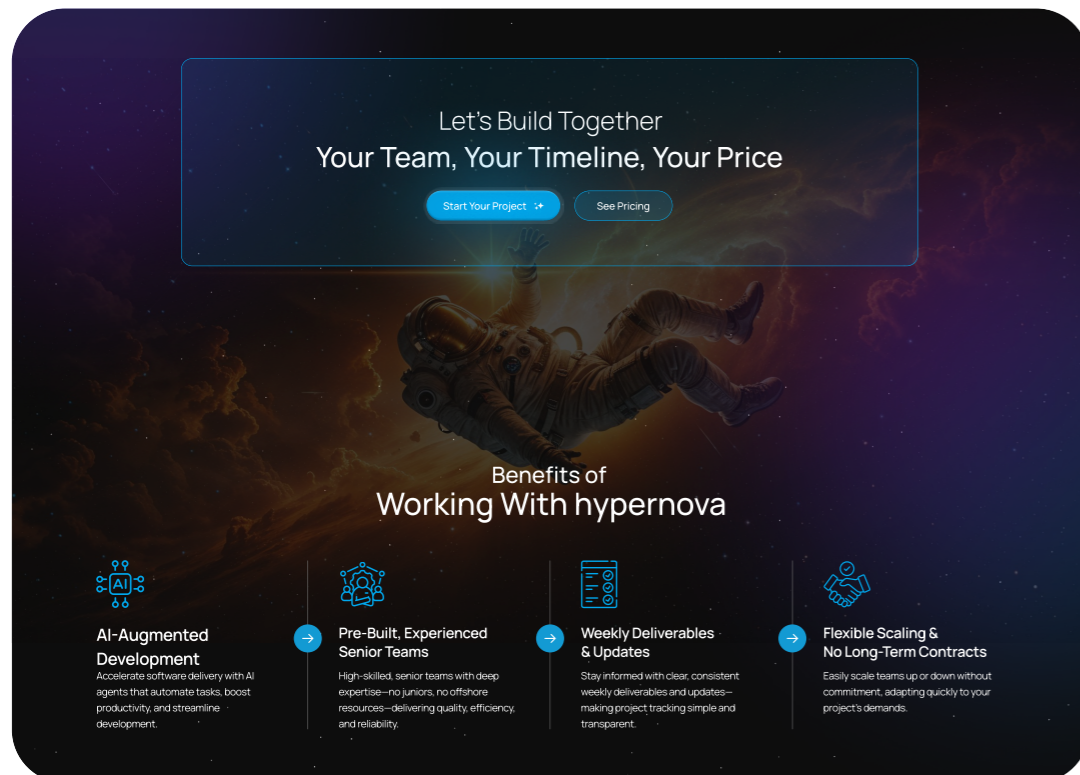 Let's Build Together
Your Team, Your Timeline, Your Price
Start Your Project
See Pricing
Benefits of
Working With hypernova
AI
AI-Augmented
Development
Accelerate software delivery with AI
agents that automate tasks, boost
productivity, and streamline
development.
Pre-Built, Experienced
Senior Teams
High-skilled, senior teams with deep
expertise—no juniors, no offshore
resources—delivering quality, efficiency,
and reliability.
Weekly Deliverables
& Updates
Stay informed with clear, consistent
weekly deliverables and updates—
making project tracking simple and
transparent.
Flexible Scaling &
No Long-Term Contracts
Easily scale teams up or down without
commitment, adapting quickly to your
project's demands.